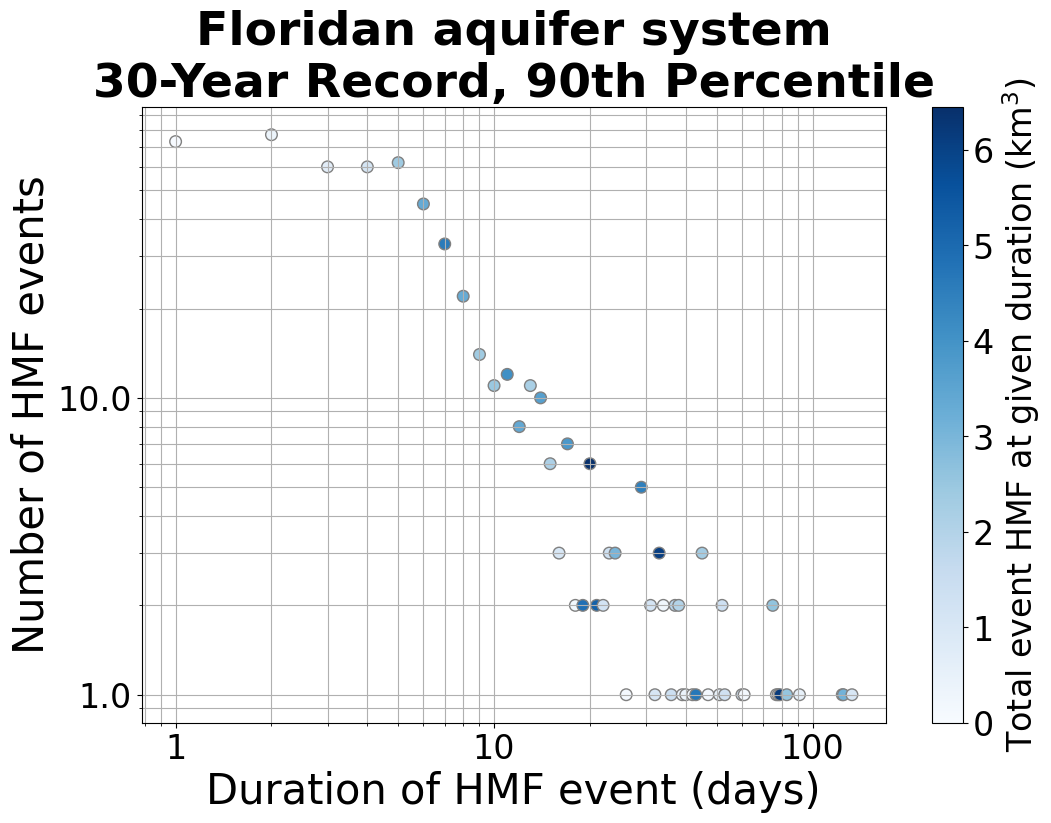 Floridan aquifer system
30-Year Record, 90th Percentile
Number of HMF events
10.0
1.0
1
10
100
Duration of HMF event (days)
6
5
4
3
2
1
0
Total event HMF at given duration (km³)